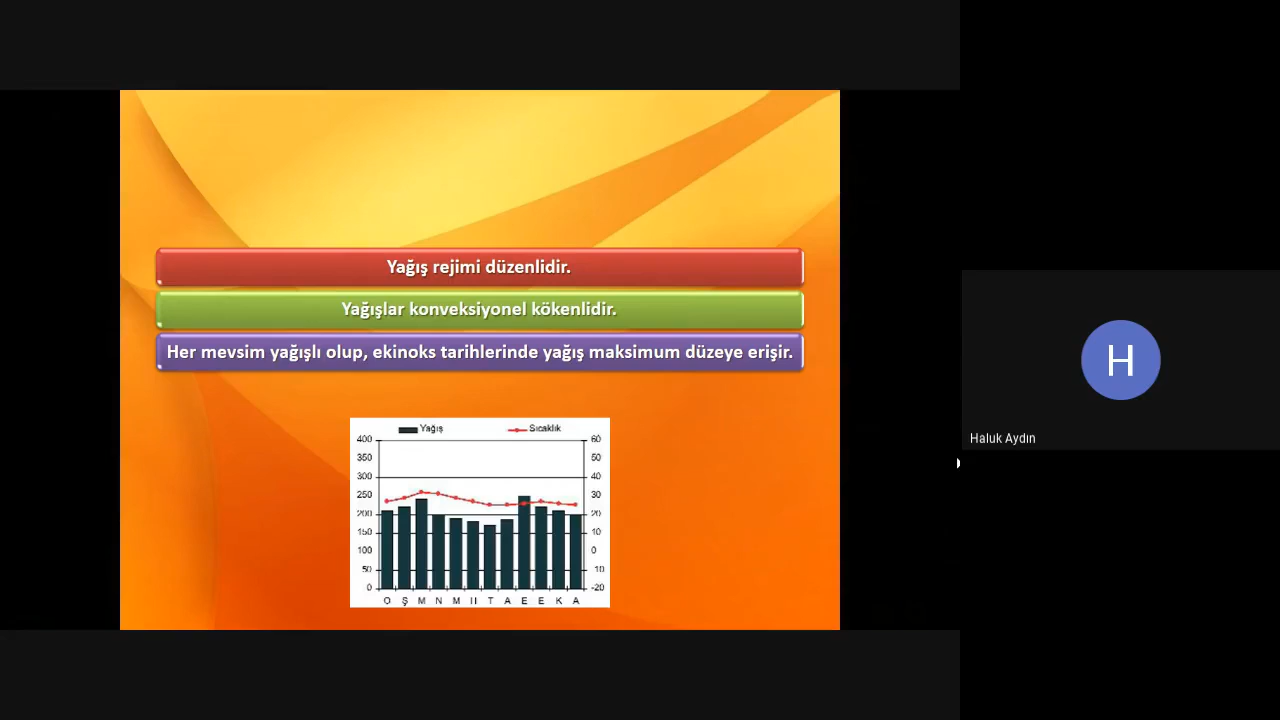 Yağış rejimi düzenlidir.
Yağışlar konveksiyonel kökenlidir.
Her mevsim yağışlı olup, ekinoks tarihlerinde yağış maksimum düzeye erişir.
Yağış Sıcaklık
400 60
350 50
300 40
250 30
200 20
150 10
100 0
50 10
0 -20
O Ş M N M H T A E E K A
H
Haluk Aydın